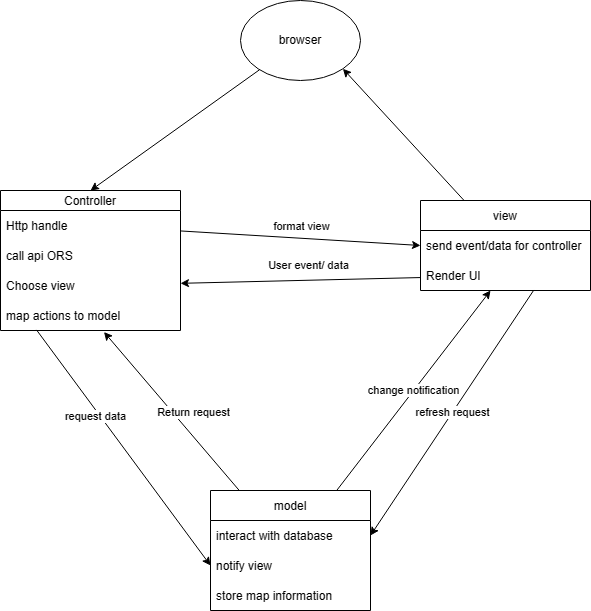 browser
Controller
Http handle
call api ORS
Choose view
map actions to model
format view
User event/ data
view
send event/data for controller
Render UI
change notification
refresh request
request data
Return request
model
interact with database
notify view
store map information